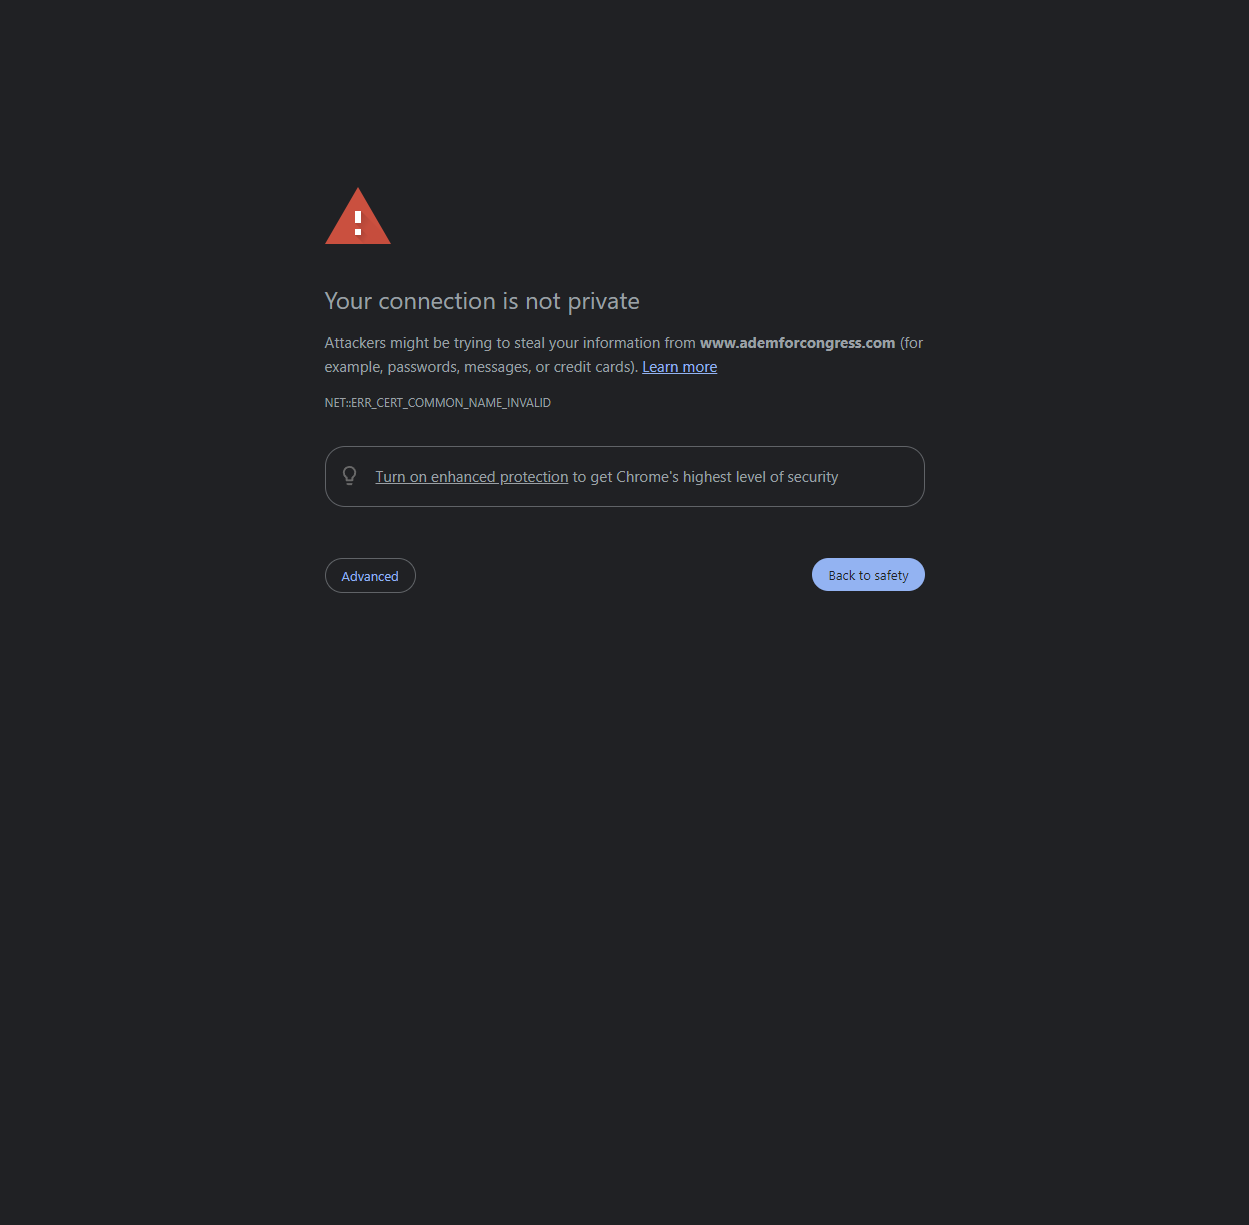 Your connection is not private
Attackers might be trying to steal your information from www.ademforcongress.com (for
example, passwords, messages, or credit cards). Learn more
NET::ERR_CERT_COMMON_NAME_INVALID
Turn on enhanced protection to get Chrome's highest level of security
Advanced
Back to safety